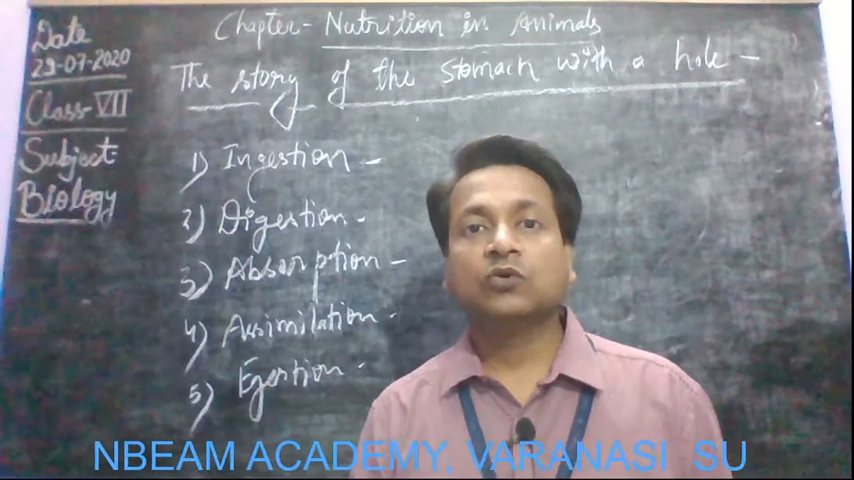 Date
29-07-2020
Class-VII
Subject:
Biology
Chapter- Nutrition in Animals
The story of the stomach with a hole -
1) Ingestion -
2) Digestion -
3) Absorption -
4) Assimilation -
5) Egestion -
NBEAM ACADEMY, VARANASI SU